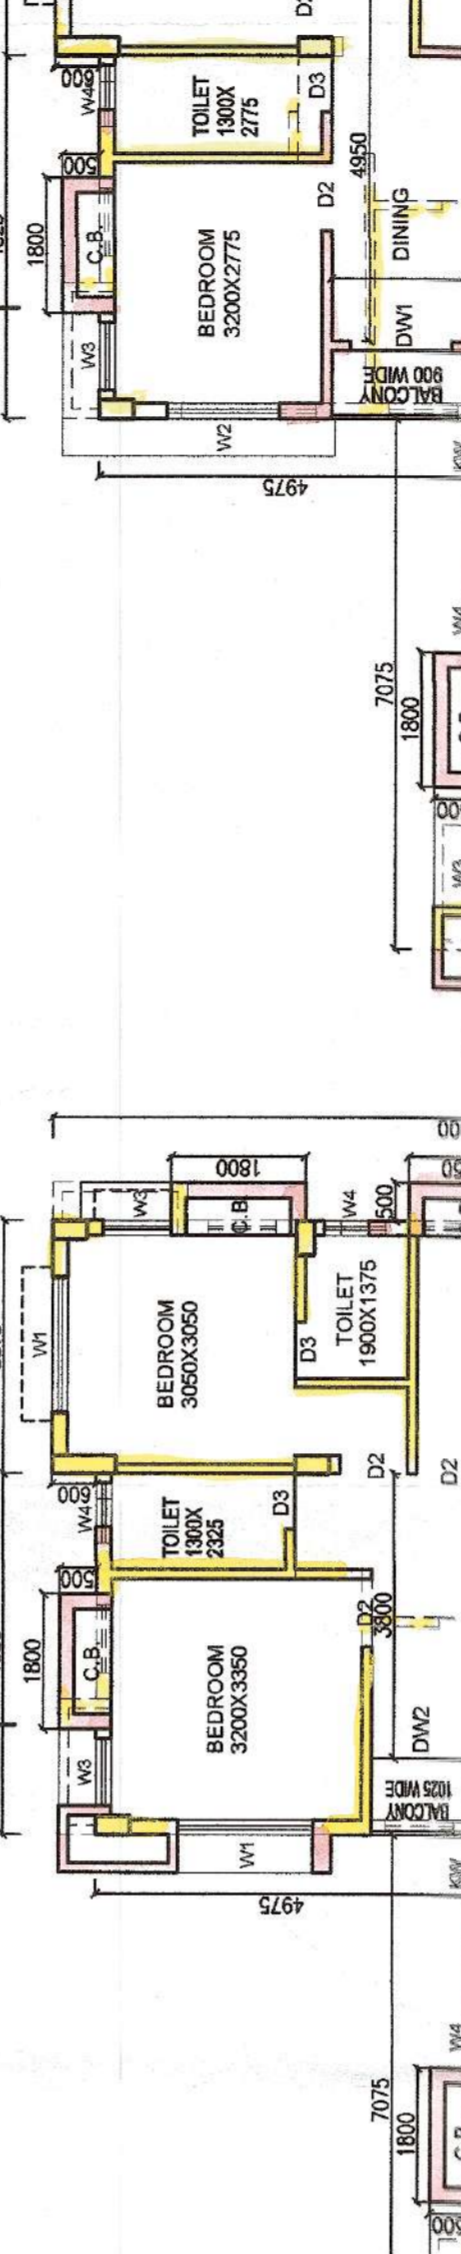 D3
600
W4
TOILET
1300X
2775
500
4950
D2
1800
C.B.
BEDROOM
3200X2775
DINING
W3
DW1
BALCONY
900 WIDE
W2
4975
W4
7075
1800
W3
1800
W3
C.B.
W4
500
W1
BEDROOM
3050X3050
TOILET
1900X1375
D3
D2
D2
600
W4
TOILET
1300X
2325
D3
500
D2
3800
1800
C.B.
BEDROOM
3200X3350
W3
DW2
BALCONY
1025 WIDE
W1
4975
W4
7075
1800